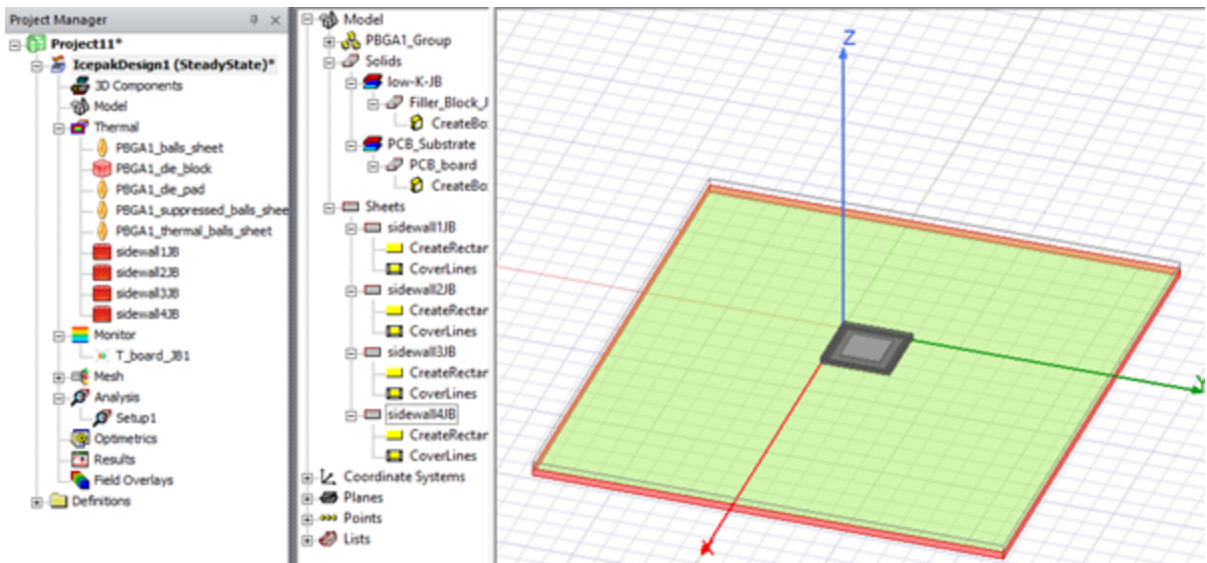 Project Manager
Project11*
IcepakDesign1 (SteadyState)*
3D Components
Model
Thermal
PBGA1_balls_sheet
PBGA1_die_block
PBGA1_die_pad
PBGA1_suppressed_balls_shee
PBGA1_thermal_balls_sheet
sidewall1JB
sidewall2JB
sidewall3JB
sidewall4JB
Monitor
T_board_JB1
Mesh
Analysis
Setup1
Optimetrics
Results
Field Overlays
Definitions
Model
PBGA1_Group
Solids
low-K-JB
Filler_Block_J
CreateBo
PCB_Substrate
PCB_board
CreateBo
Sheets
sidewall1JB
CreateRectar
CoverLines
sidewall2JB
CreateRectar
CoverLines
sidewall3JB
CreateRectar
CoverLines
sidewall4JB
CreateRectar
CoverLines
Coordinate Systems
Planes
Points
Lists
Z
Y
X